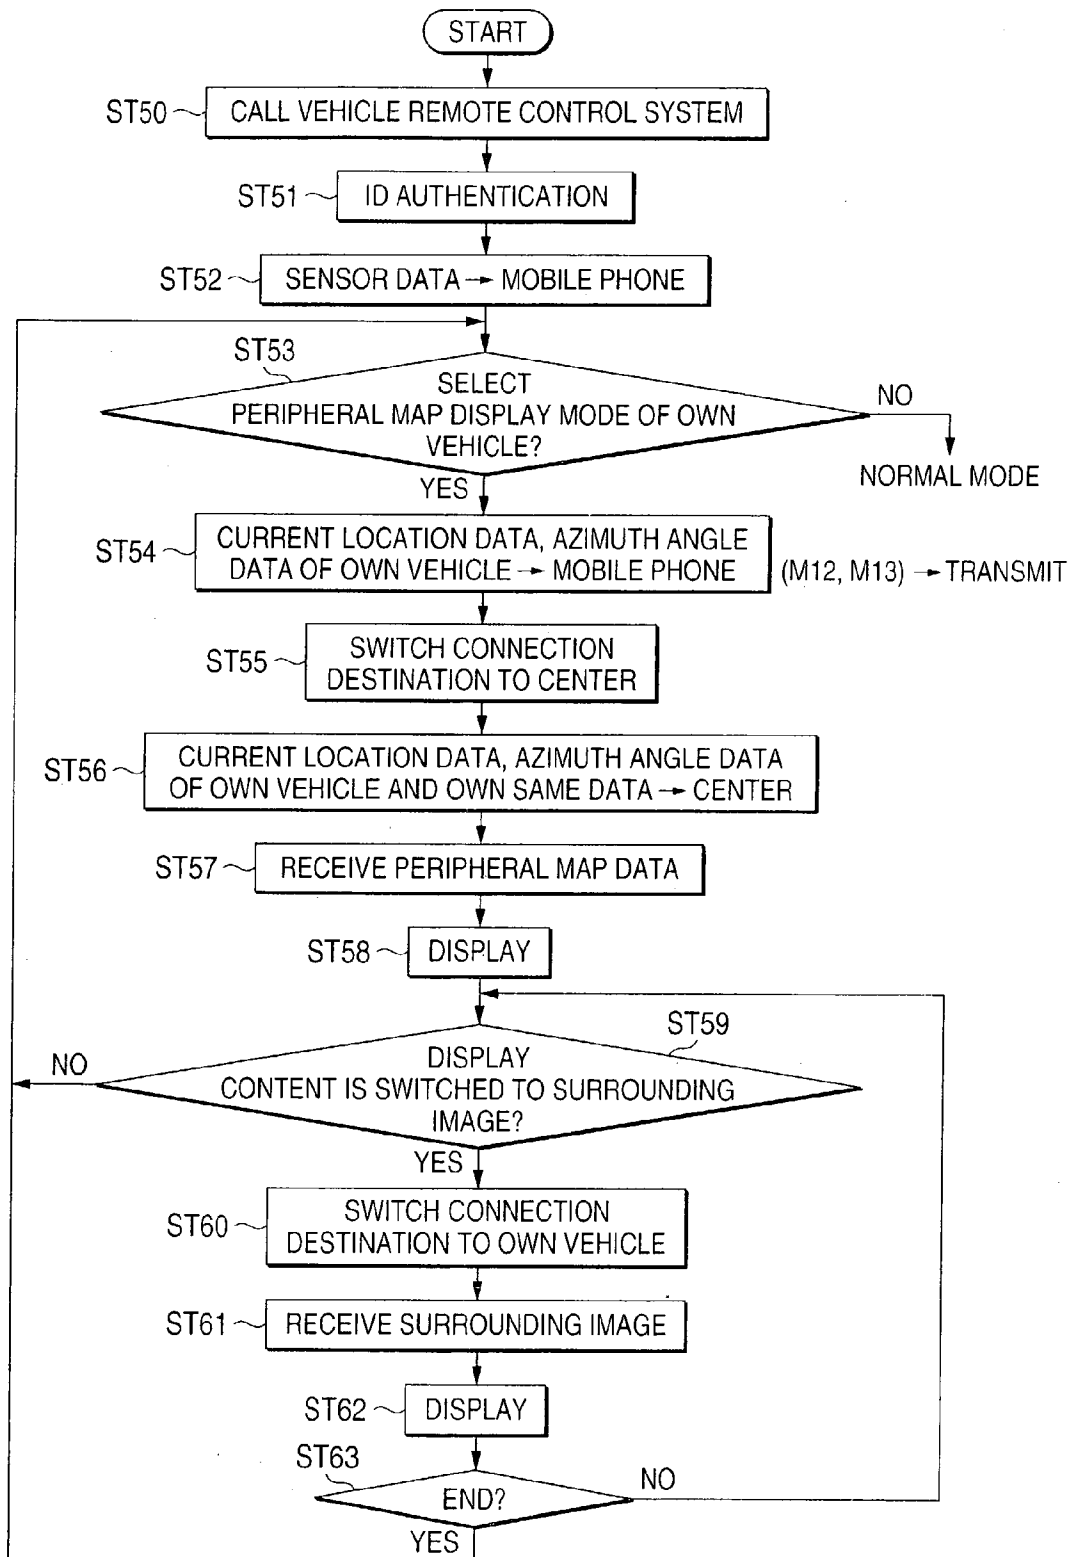 START
ST50
CALL VEHICLE REMOTE CONTROL SYSTEM
ST51
ID AUTHENTICATION
ST52
SENSOR DATA → MOBILE PHONE
ST53
SELECT
PERIPHERAL MAP DISPLAY MODE OF OWN
VEHICLE?
NO
NORMAL MODE
YES
ST54
CURRENT LOCATION DATA, AZIMUTH ANGLE
DATA OF OWN VEHICLE → MOBILE PHONE
(M12, M13) → TRANSMIT
ST55
SWITCH CONNECTION
DESTINATION TO CENTER
ST56
CURRENT LOCATION DATA, AZIMUTH ANGLE DATA
OF OWN VEHICLE AND OWN SAME DATA → CENTER
ST57
RECEIVE PERIPHERAL MAP DATA
ST58
DISPLAY
ST59
NO
DISPLAY
CONTENT IS SWITCHED TO SURROUNDING
IMAGE?
YES
ST60
SWITCH CONNECTION
DESTINATION TO OWN VEHICLE
ST61
RECEIVE SURROUNDING IMAGE
ST62
DISPLAY
ST63
END?
NO
YES